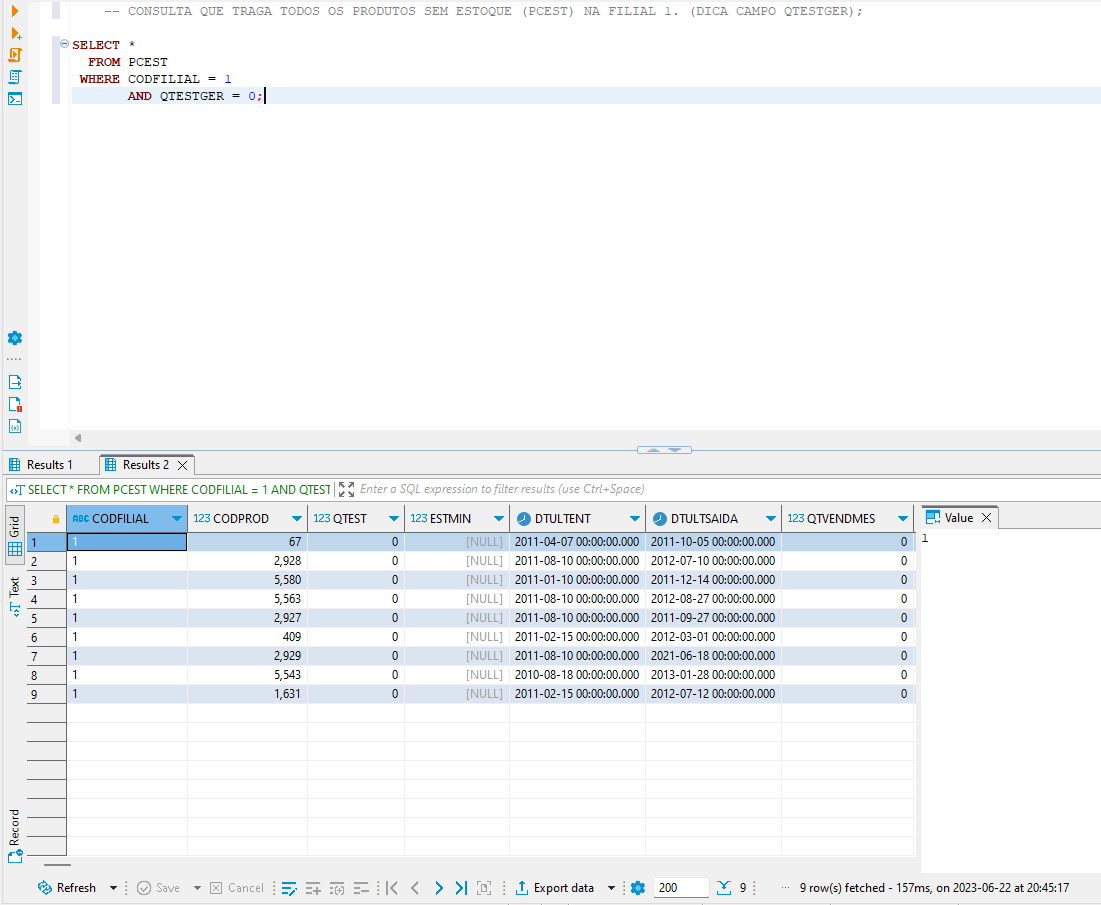 -- CONSULTA QUE TRAGA TODOS OS PRODUTOS SEM ESTOQUE (PCEST) NA FILIAL 1. (DICA CAMPO QTESTGER);
SELECT *
FROM PCEST
WHERE CODFILIAL = 1
AND QTESTGER = 0;
Results 1 Results 2
SELECT * FROM PCEST WHERE CODFILIAL = 1 AND QTEST Enter a SQL expression to filter results (use Ctrl+Space)
Grid
Text
Record
ABC CODFILIAL 123 CODPROD 123 QTEST 123 ESTMIN DTULTENT DTULTSAIDA 123 QTVENDMES
1 1 67 0 [NULL] 2011-04-07 00:00:00.000 2011-10-05 00:00:00.000 0
2 1 2,928 0 [NULL] 2011-08-10 00:00:00.000 2012-07-10 00:00:00.000 0
3 1 5,580 0 [NULL] 2011-01-10 00:00:00.000 2011-12-14 00:00:00.000 0
4 1 5,563 0 [NULL] 2011-08-10 00:00:00.000 2012-08-27 00:00:00.000 0
5 1 2,927 0 [NULL] 2011-08-10 00:00:00.000 2011-09-27 00:00:00.000 0
6 1 409 0 [NULL] 2011-02-15 00:00:00.000 2012-03-01 00:00:00.000 0
7 1 2,929 0 [NULL] 2011-08-10 00:00:00.000 2021-06-18 00:00:00.000 0
8 1 5,543 0 [NULL] 2010-08-18 00:00:00.000 2013-01-28 00:00:00.000 0
9 1 1,631 0 [NULL] 2011-02-15 00:00:00.000 2012-07-12 00:00:00.000 0
Value
1
Refresh Save Cancel Export data 200 9 ... 9 row(s) fetched - 157ms, on 2023-06-22 at 20:45:17